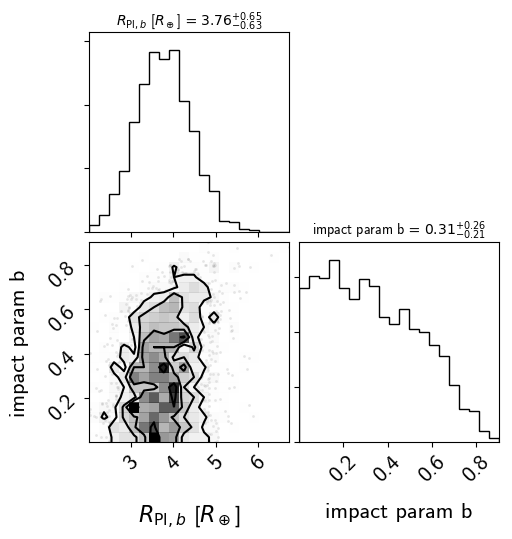 R_{PI, b} [R_⊕] = 3.76^{+0.65}_{-0.63}
impact param b = 0.31^{+0.26}_{-0.21}
impact param b
0.8
0.6
0.4
0.2
3 4 5 6
0.2 0.4 0.6 0.8
R_{PI, b} [R_⊕]
impact param b